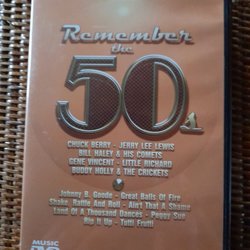 Remember
the
50s
CHUCK BERRY - JERRY LEE LEWIS
BILL HALEY & HIS COMETS
GENE VINCENT - LITTLE RICHARD
BUDDY HOLLY & THE CRICKETS
Johnny B. Goode - Great Balls Of Fire
Shake, Rattle And Roll - Ain't That A Shame
Land Of A Thousand Dances - Peggy Sue
Rip It Up - Tutti Frutti
MUSIC
DVD